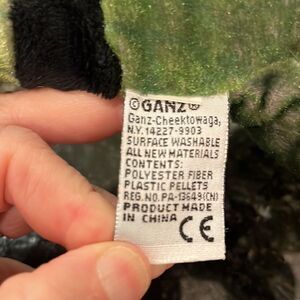 ©GANZ®
Ganz-Cheektowaga,
N.Y. 14227-9903
SURFACE WASHABLE
ALL NEW MATERIALS
CONTENTS:
POLYESTER FIBER
PLASTIC PELLETS
REG.NO.PA-13649(CN)
PRODUCT MADE
IN CHINA CE